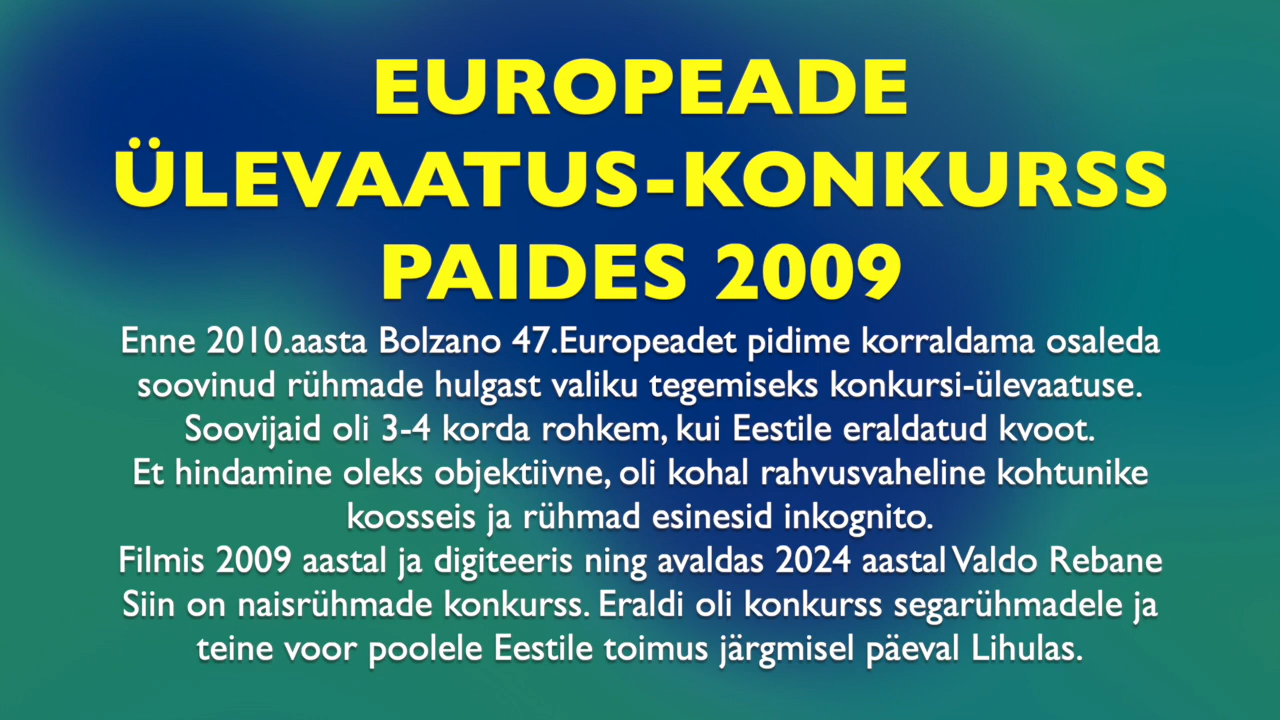 EUROPEADE
ÜLEVAATUS-KONKURSS
PAIDES 2009
Enne 2010.aasta Bolzano 47.Europeadet pidime korraldama osaleda
soovinud rühmade hulgast valiku tegemiseks konkursi-ülevaatuse.
Soovijaid oli 3-4 korda rohkem, kui Eestile eraldatud kvoot.
Et hindamine oleks objektiivne, oli kohal rahvusvaheline kohtunike
koosseis ja rühmad esinesid inkognito.
Filmis 2009 aastal ja digiteeris ning avaldas 2024 aastal Valdo Rebane
Siin on naisrühmade konkurss. Eraldi oli konkurss segarühmadele ja
teine voor poolele Eestile toimus järgmisel päeval Lihulas.